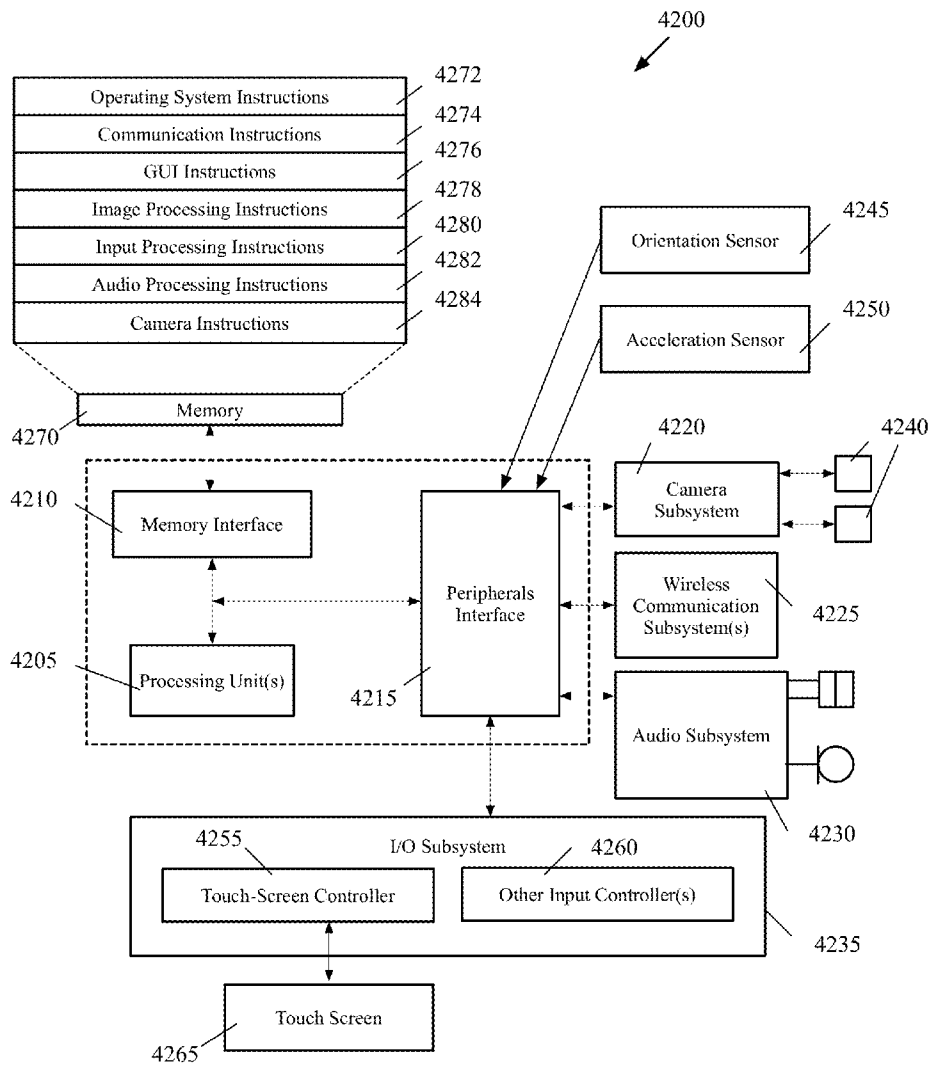 4200
4272
Operating System Instructions
4274
Communication Instructions
4276
GUI Instructions
4278
Image Processing Instructions
4280
Input Processing Instructions
4282
Audio Processing Instructions
4284
Camera Instructions
Memory
4270
Orientation Sensor
4245
Acceleration Sensor
4250
4210
Memory Interface
4205
Processing Unit(s)
Peripherals
Interface
4215
4220
Camera
Subsystem
4240
Wireless
Communication
Subsystem(s)
4225
Audio Subsystem
4230
I/O Subsystem
4255
Touch-Screen Controller
4260
Other Input Controller(s)
4235
Touch Screen
4265